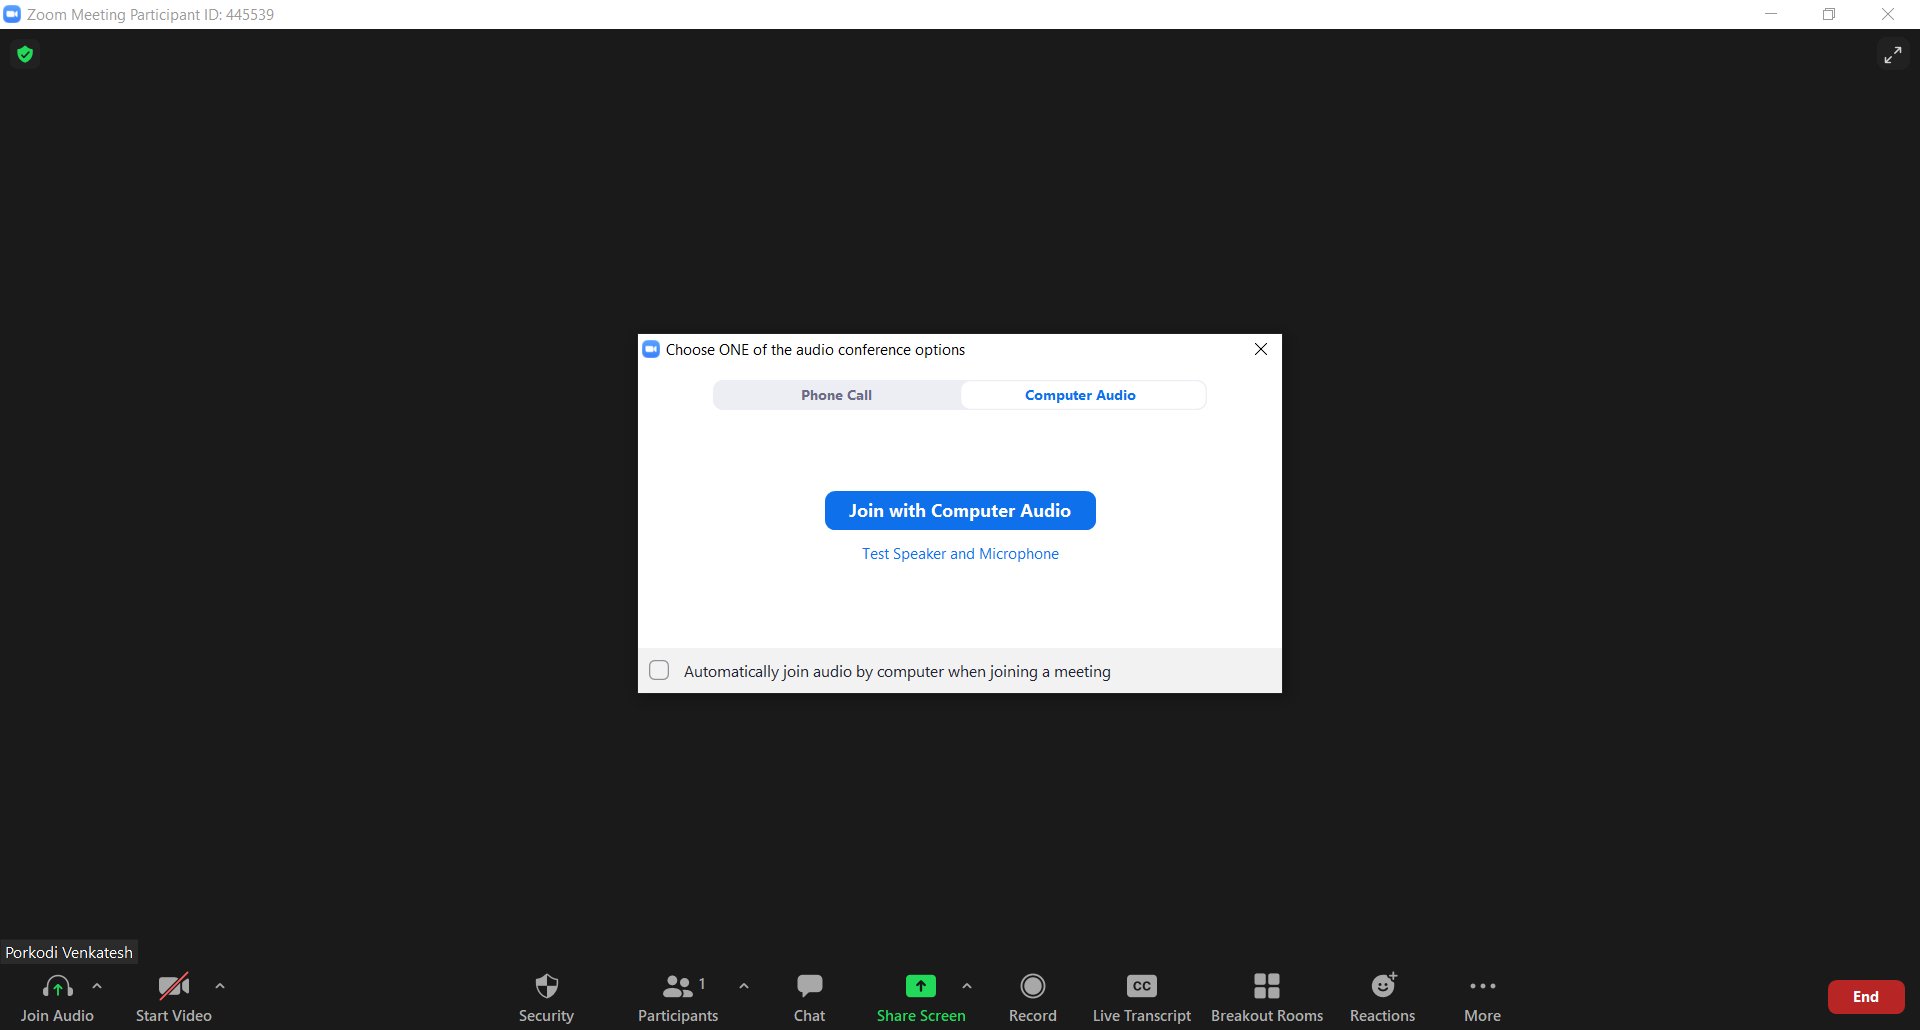 Zoom Meeting Participant ID: 445539
Choose ONE of the audio conference options
Phone Call
Computer Audio
Join with Computer Audio
Test Speaker and Microphone
Automatically join audio by computer when joining a meeting
Porkodi Venkatesh
Join Audio
Start Video
Security
1
Participants
Chat
Share Screen
Record
CC
Live Transcript
Breakout Rooms
Reactions
More
End